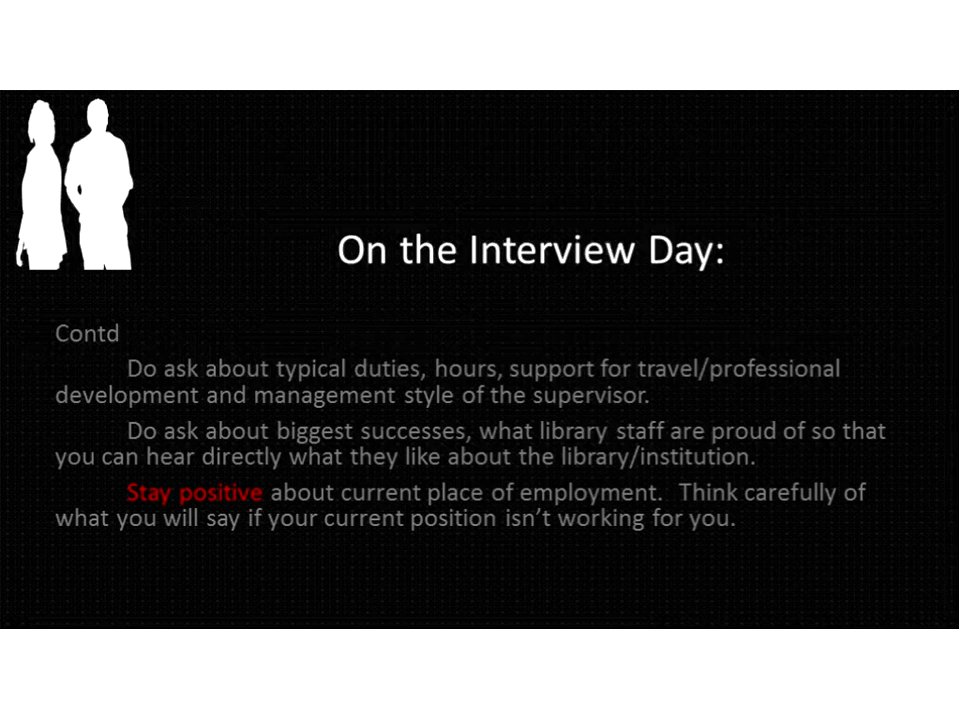 On the Interview Day:
Contd
Do ask about typical duties, hours, support for travel/professional
development and management style of the supervisor.
Do ask about biggest successes, what library staff are proud of so that
you can hear directly what they like about the library/institution.
Stay positive about current place of employment.  Think carefully of
what you will say if your current position isn’t working for you.